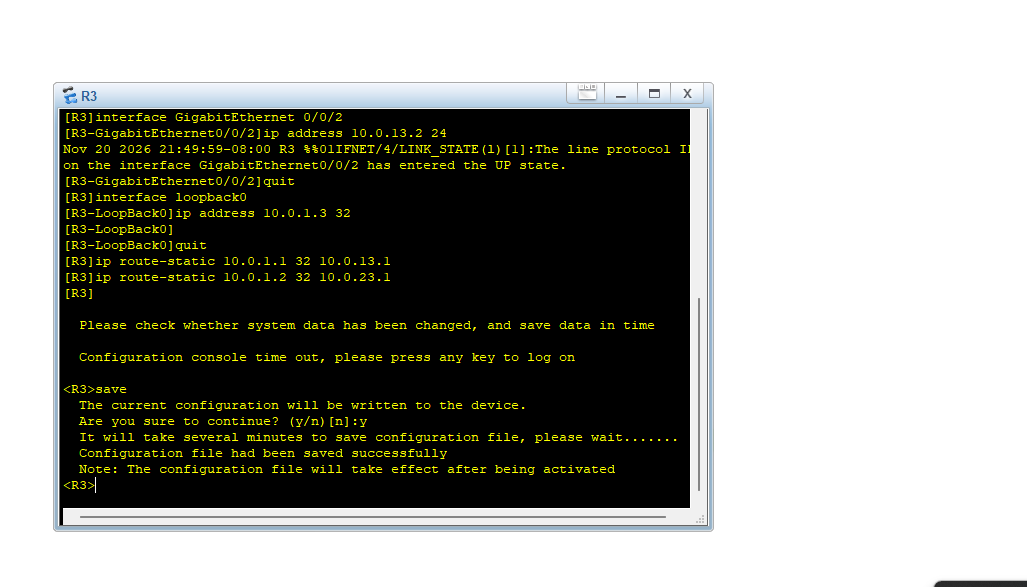 R3
[R3]interface GigabitEthernet 0/0/2
[R3-GigabitEthernet0/0/2]ip address 10.0.13.2 24
Nov 20 2026 21:49:59-08:00 R3 %%01IFNET/4/LINK_STATE(l)[1]:The line protocol
on the interface GigabitEthernet0/0/2 has entered the UP state.
[R3-GigabitEthernet0/0/2]quit
[R3]interface loopback0
[R3-LoopBack0]ip address 10.0.1.3 32
[R3-LoopBack0]
[R3-LoopBack0]quit
[R3]ip route-static 10.0.1.1 32 10.0.13.1
[R3]ip route-static 10.0.1.2 32 10.0.23.1
[R3]
Please check whether system data has been changed, and save data in time
Configuration console time out, please press any key to log on
<R3>save
The current configuration will be written to the device.
Are you sure to continue? (y/n)[n]:y
It will take several minutes to save configuration file, please wait.......
Configuration file had been saved successfully
Note: The configuration file will take effect after being activated
<R3>